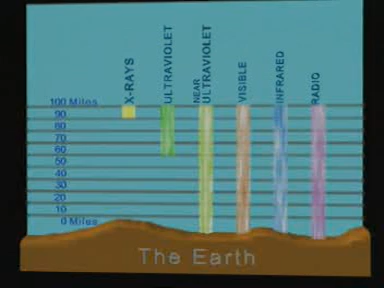 X-RAYS
ULTRAVIOLET
NEAR
ULTRAVIOLET
VISIBLE
INFRARED
RADIO
100 Miles
90
80
70
60
50
40
30
20
10
0 Miles
The Earth